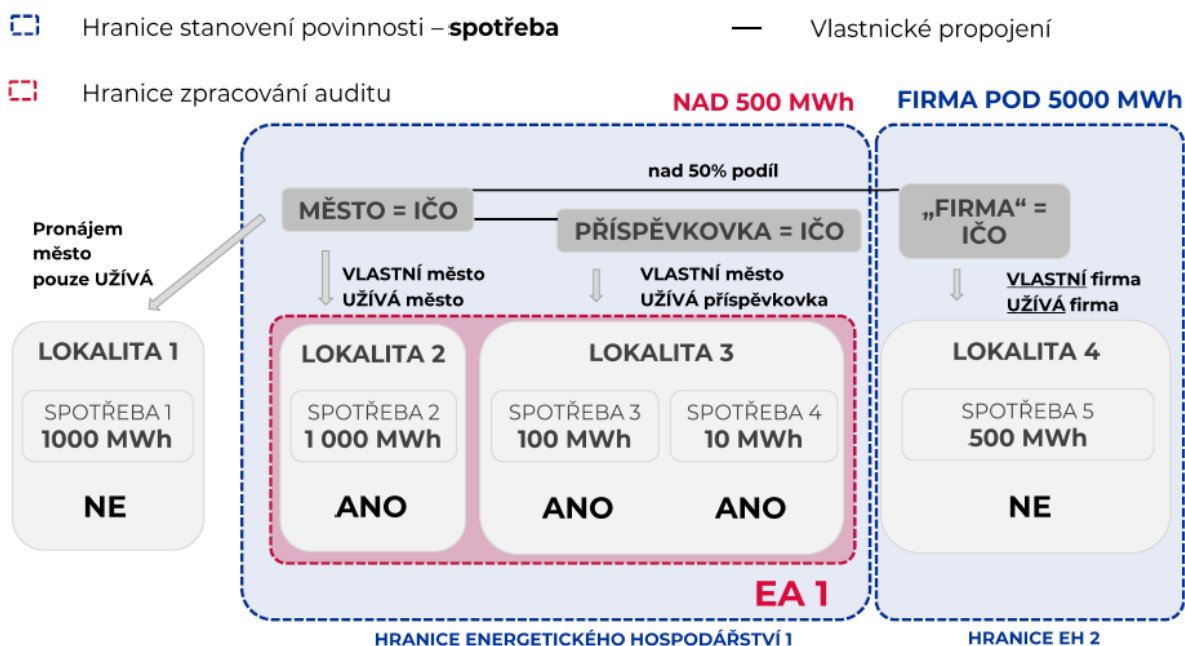 Hranice stanovení povinnosti – spotřeba
Vlastnické propojení
Hranice zpracování auditu
NAD 500 MWh
FIRMA POD 5000 MWh
nad 50% podíl
MĚSTO = IČO
PŘÍSPĚVKOVKA = IČO
„FIRMA“ =
IČO
Pronájem
město
pouze UŽÍVÁ
VLASTNÍ město
UŽÍVÁ město
VLASTNÍ město
UŽÍVÁ příspěvkovka
VLASTNÍ firma
UŽÍVÁ firma
LOKALITA 1
SPOTŘEBA 1
1000 MWh
NE
LOKALITA 2
SPOTŘEBA 2
1 000 MWh
ANO
LOKALITA 3
SPOTŘEBA 3
100 MWh
ANO
SPOTŘEBA 4
10 MWh
ANO
LOKALITA 4
SPOTŘEBA 5
500 MWh
NE
EA 1
HRANICE ENERGETICKÉHO HOSPODÁŘSTVÍ 1
HRANICE EH 2